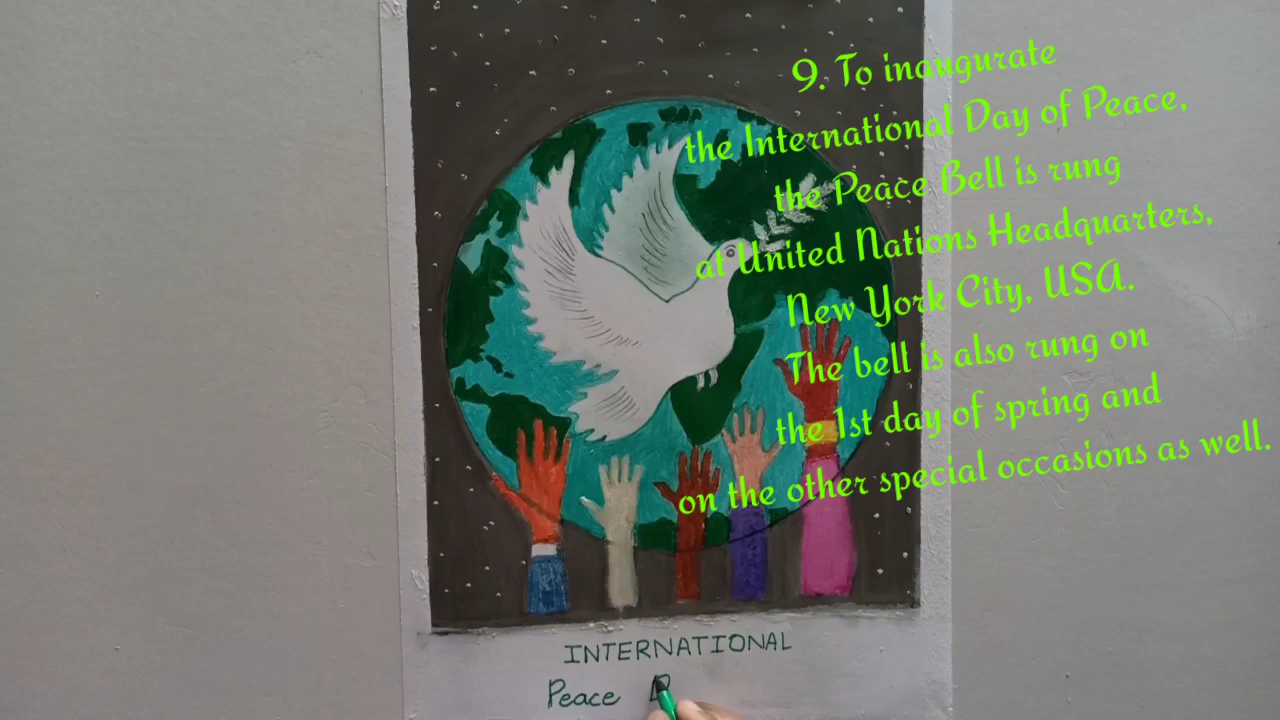 9. To inaugurate
the International Day of Peace,
the Peace Bell is rung
at United Nations Headquarters,
New York City, USA.
The bell is also rung on
the 1st day of spring and
on the other special occasions as well.
INTERNATIONAL
Peace D